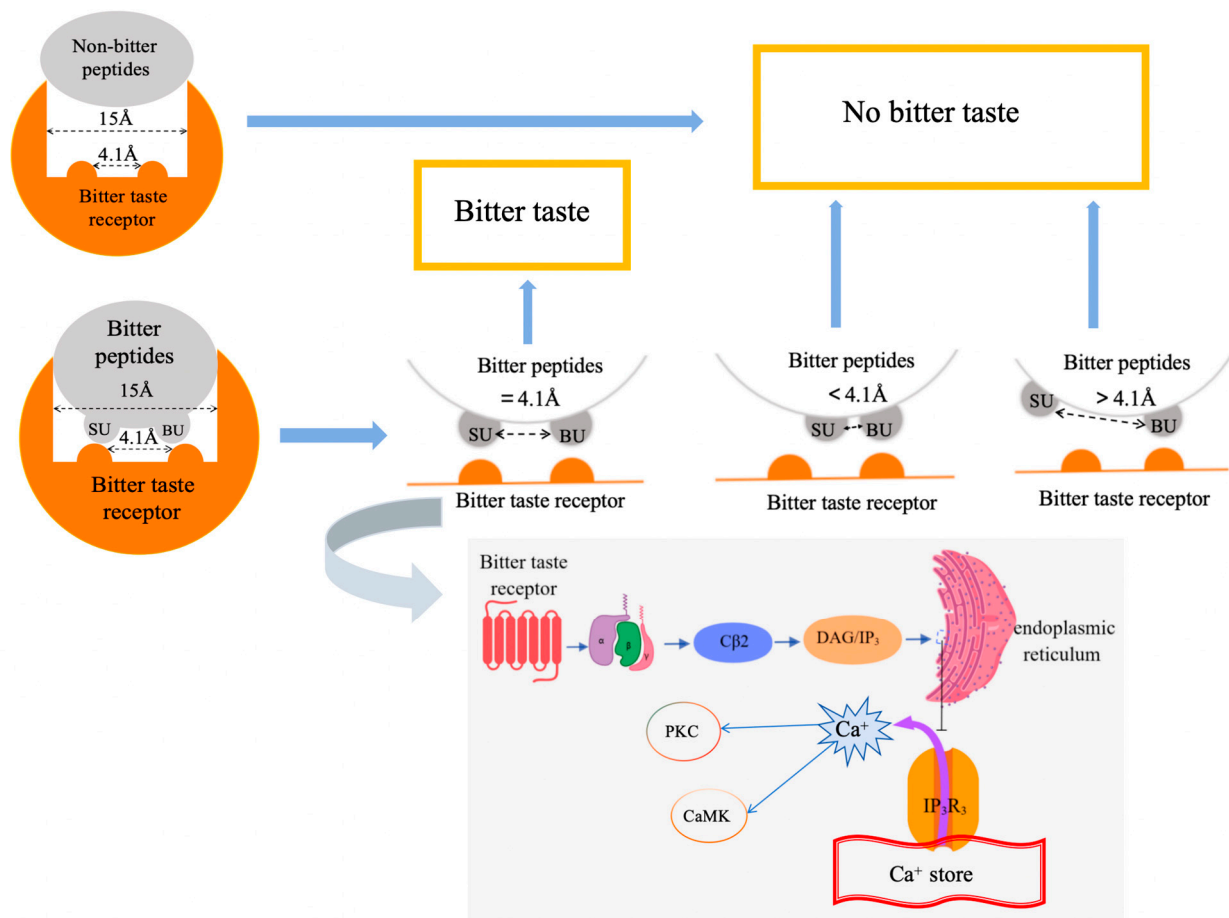 Non-bitter
peptides
15Å
4.1Å
Bitter taste
receptor
No bitter taste
Bitter taste
Bitter
peptides
15Å
SU
BU
4.1Å
Bitter taste
receptor
Bitter peptides
= 4.1Å
SU
BU
Bitter taste receptor
Bitter peptides
< 4.1Å
SU
BU
Bitter taste receptor
Bitter peptides
> 4.1Å
SU
BU
Bitter taste receptor
Bitter taste
receptor
α
β
γ
Cβ2
DAG/IP₃
endoplasmic
reticulum
PKC
Ca⁺
CaMK
IP₃R₃
Ca⁺ store